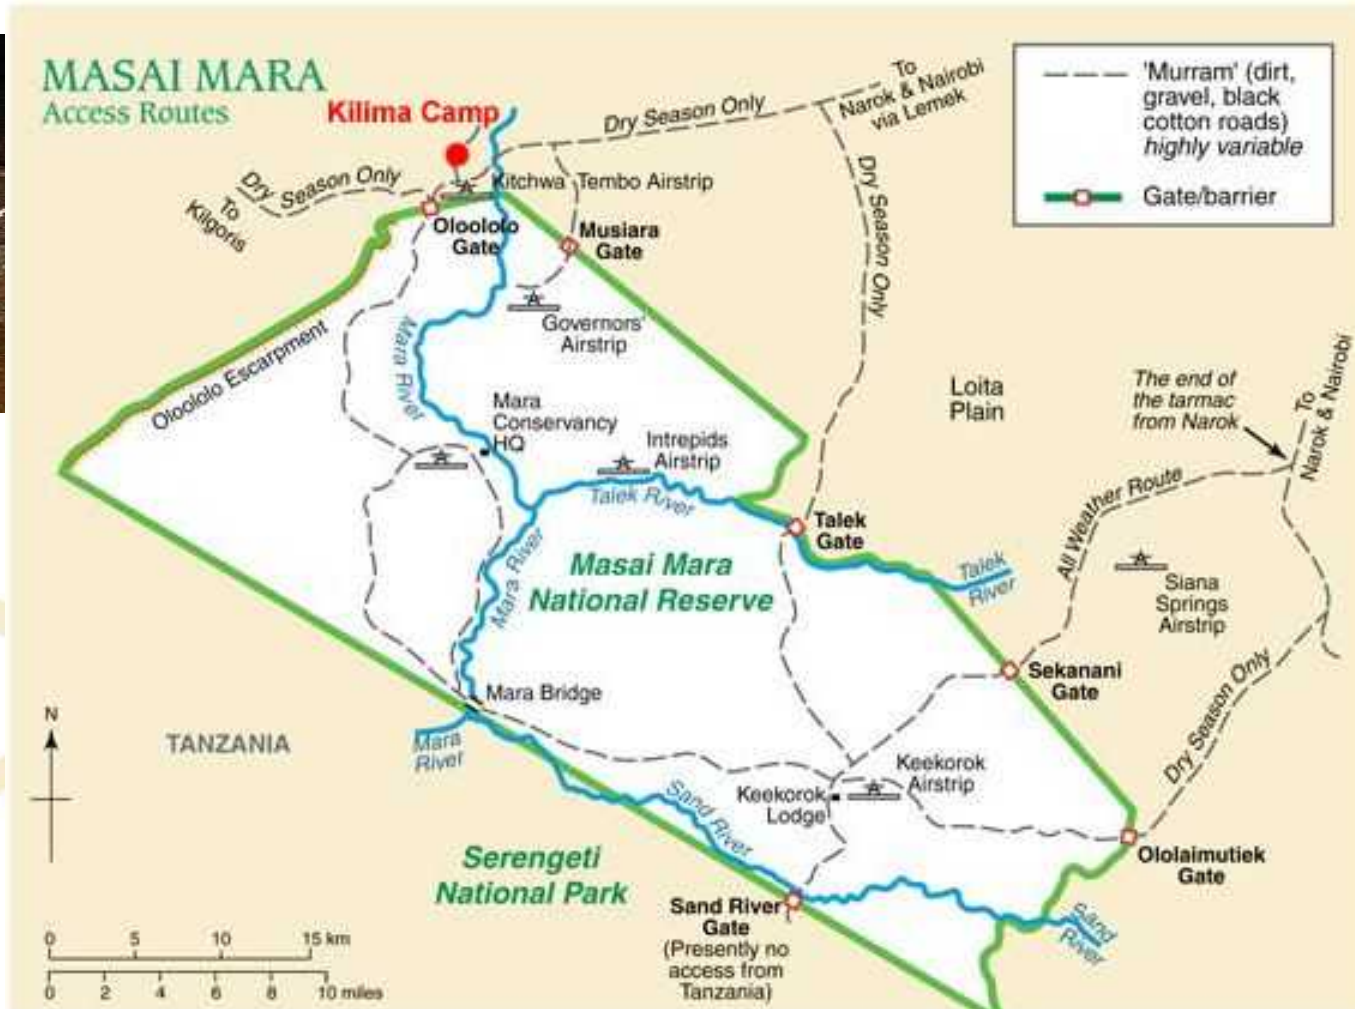 MASAI MARA
Access Routes
Kilima Camp
'Murram' (dirt,
gravel, black
cotton roads)
highly variable
Gate/barrier
To
Narok & Nairobi
via Lemek
Dry Season Only
Dry Season Only
To
Kilgoris
Kitchwa Tembo Airstrip
Oloololo
Gate
Musiara
Gate
Dry Season Only
Governors'
Airstrip
Mara River
Oloololo Escarpment
Mara
Conservancy
HQ
Intrepids
Airstrip
Talek River
Loita
Plain
The end of
the tarmac
from Narok
To
Narok & Nairobi
All Weather Route
Talek
Gate
Talek
River
Siana
Springs
Airstrip
Mara River
Masai Mara
National Reserve
Sekanani
Gate
Dry Season Only
Mara Bridge
N
TANZANIA
Mara
River
Keekorok
Airstrip
Keekorok
Lodge
Sand River
Serengeti
National Park
Ololaimutiek
Gate
Sand River
Gate
(Presently no
access from
Tanzania)
Sand
River
0 5 10 15 km
0 2 4 6 8 10 miles